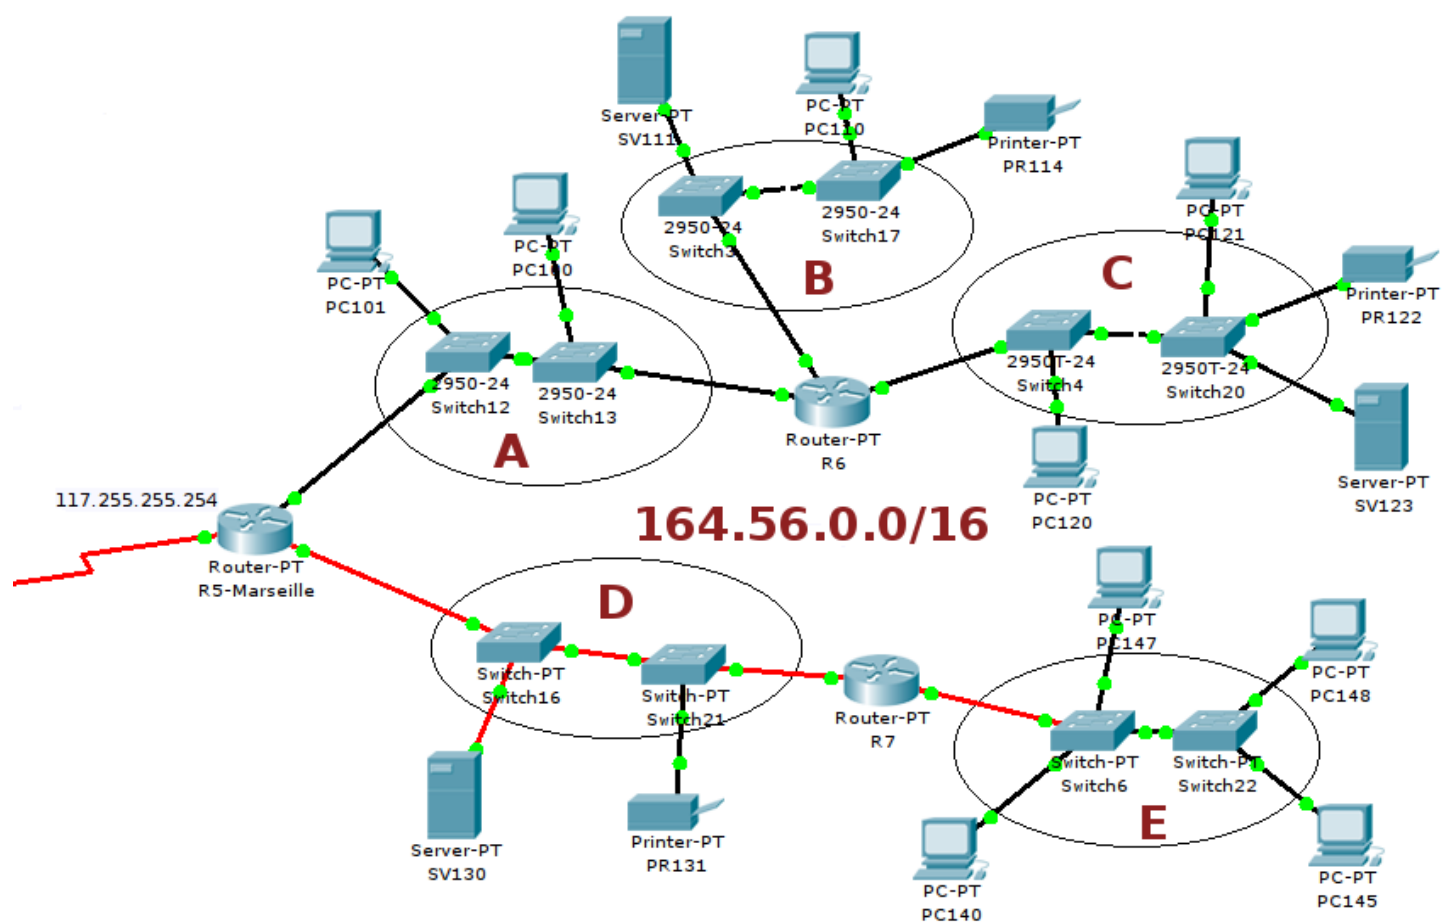 Server-PT
SV111
PC-PT
PC110
Printer-PT
PR114
2950-24
Switch3
2950-24
Switch17
B
PC-PT
PC101
PC-PT
PC100
2950-24
Switch12
2950-24
Switch13
A
PC-PT
PC121
C
Printer-PT
PR122
2950T-24
Switch4
2950T-24
Switch20
Router-PT
R6
PC-PT
PC120
Server-PT
SV123
117.255.255.254
Router-PT
R5-Marseille
164.56.0.0/16
D
Switch-PT
Switch16
Switch-PT
Switch21
Server-PT
SV130
Printer-PT
PR131
Router-PT
R7
PC-PT
PC147
PC-PT
PC148
Switch-PT
Switch6
Switch-PT
Switch22
E
PC-PT
PC140
PC-PT
PC145